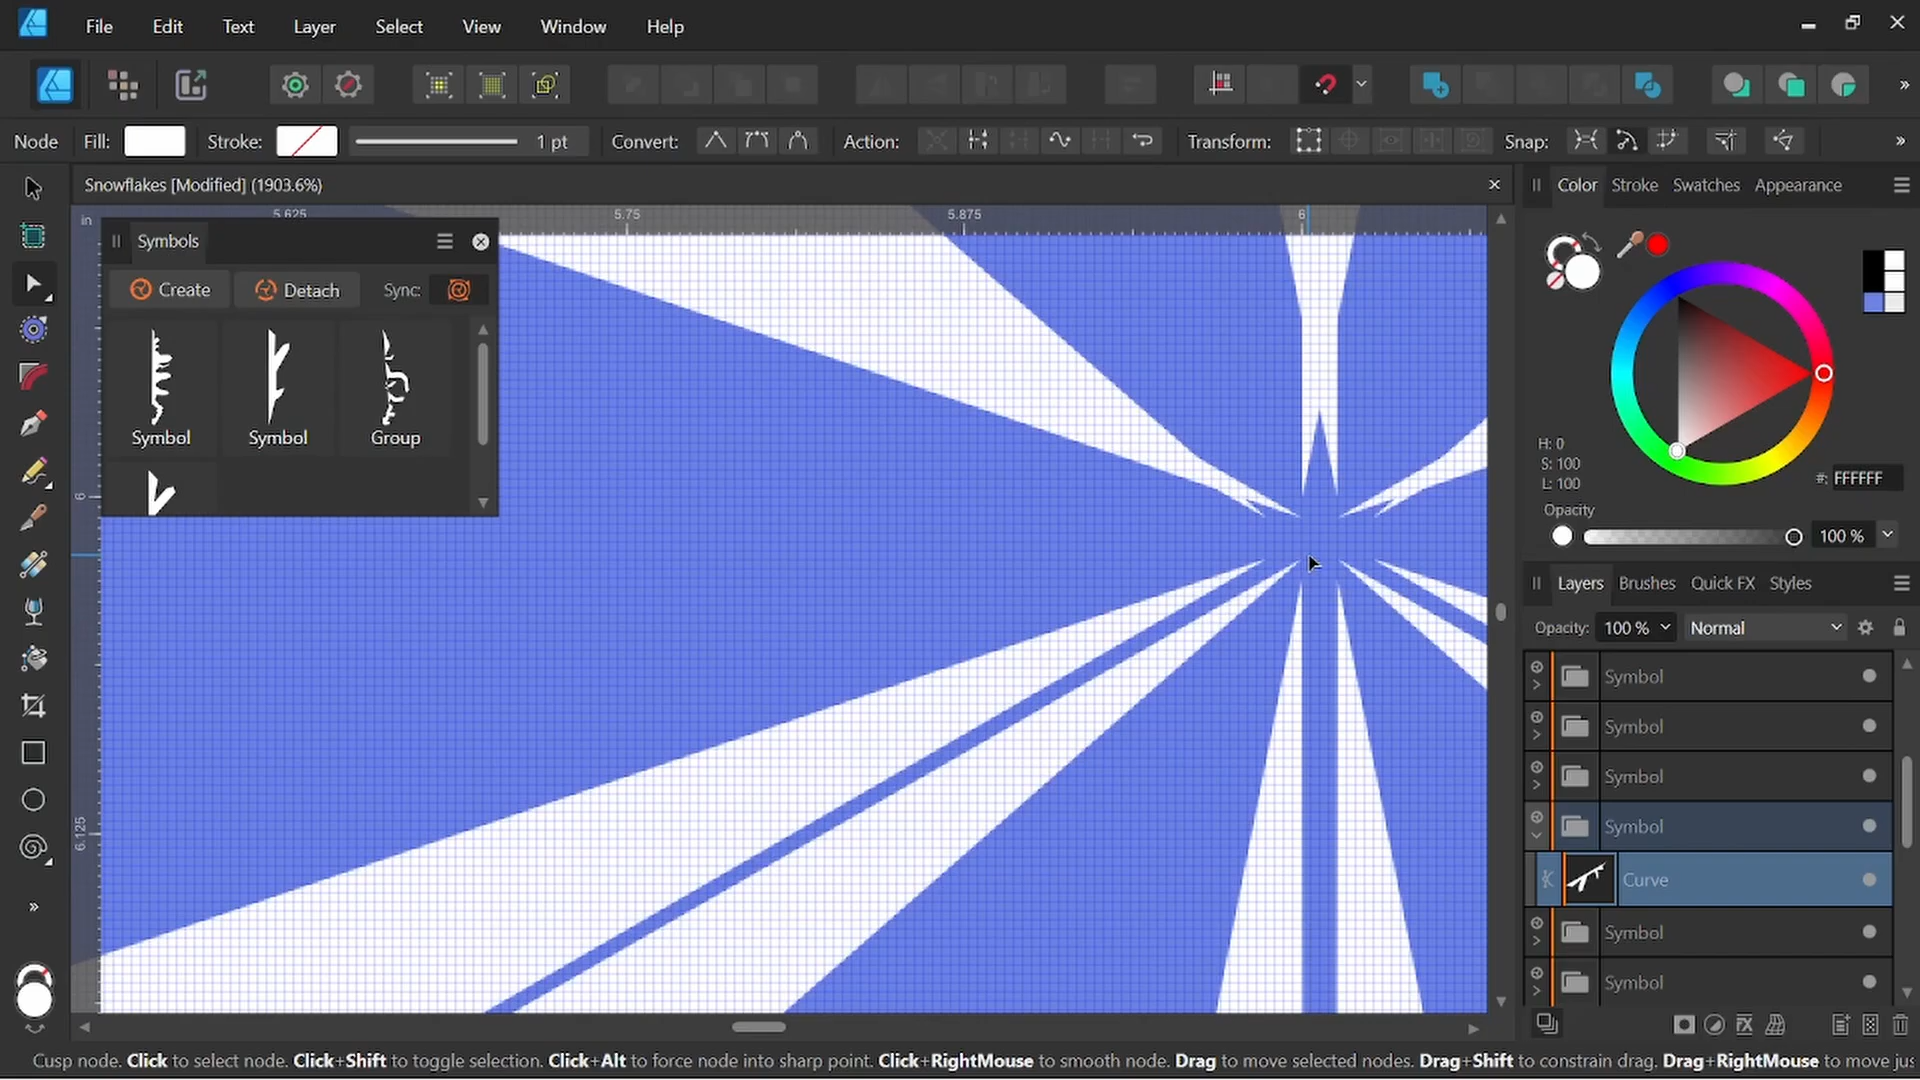 File Edit Text Layer Select View Window Help
Node Fill: Stroke: 1 pt Convert: Action: Transform: Snap:
Snowflakes [Modified] (1903.6%)
Color Stroke Swatches Appearance
in 5.625 5.75 5.875 6
Symbols
Create Detach Sync:
Symbol Symbol Group
H: 0
S: 100
L: 100
#: FFFFFF
Opacity
100 %
6
Layers Brushes Quick FX Styles
Opacity: 100 % Normal
Symbol
Symbol
Symbol
Symbol
6.125
Curve
Symbol
Symbol
Cusp node. Click to select node. Click+Shift to toggle selection. Click+Alt to force node into sharp point. Click+RightMouse to smooth node. Drag to move selected nodes. Drag+Shift to constrain drag. Drag+RightMouse to move jus